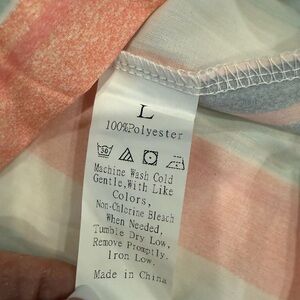 L
100%Polyester
30
Machine Wash Cold
Gentle,With Like
Colors,
Non-Chlorine Bleach
When Needed,
Tumble Dry Low,
Remove Promptly.
Iron Low.
Made in China